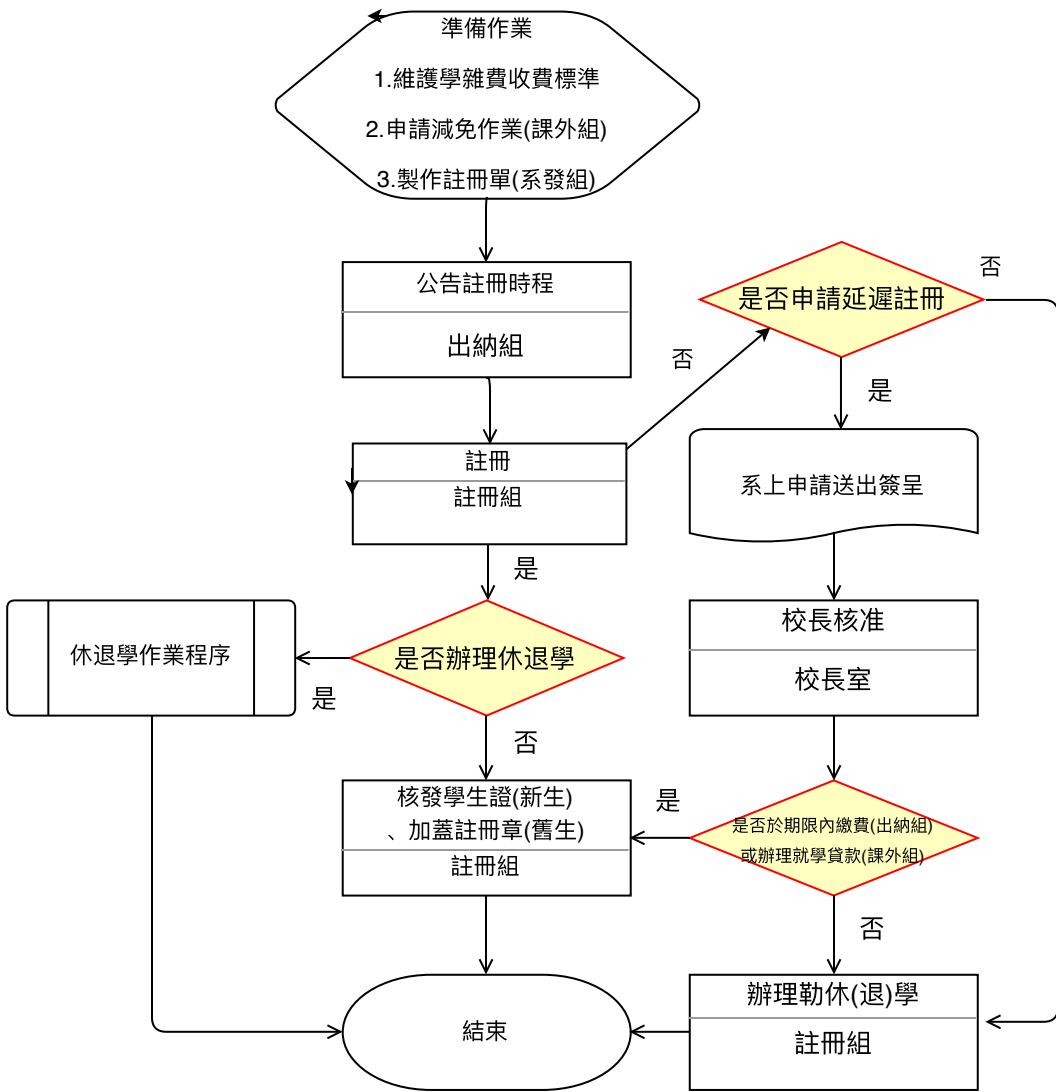 準備作業
1.維護學雜費收費標準
2.申請減免作業(課外組)
3.製作註冊單(系發組)
公告註冊時程
出納組
註冊
註冊組
否
是否申請延遲註冊
否
是
系上申請送出簽呈
校長核准
校長室
是
是否辦理休退學
是
休退學作業程序
否
核發學生證(新生)
、加蓋註冊章(舊生)
註冊組
是
是否於期限內繳費(出納組)
或辦理就學貸款(課外組)
否
辦理勒休(退)學
註冊組
結束